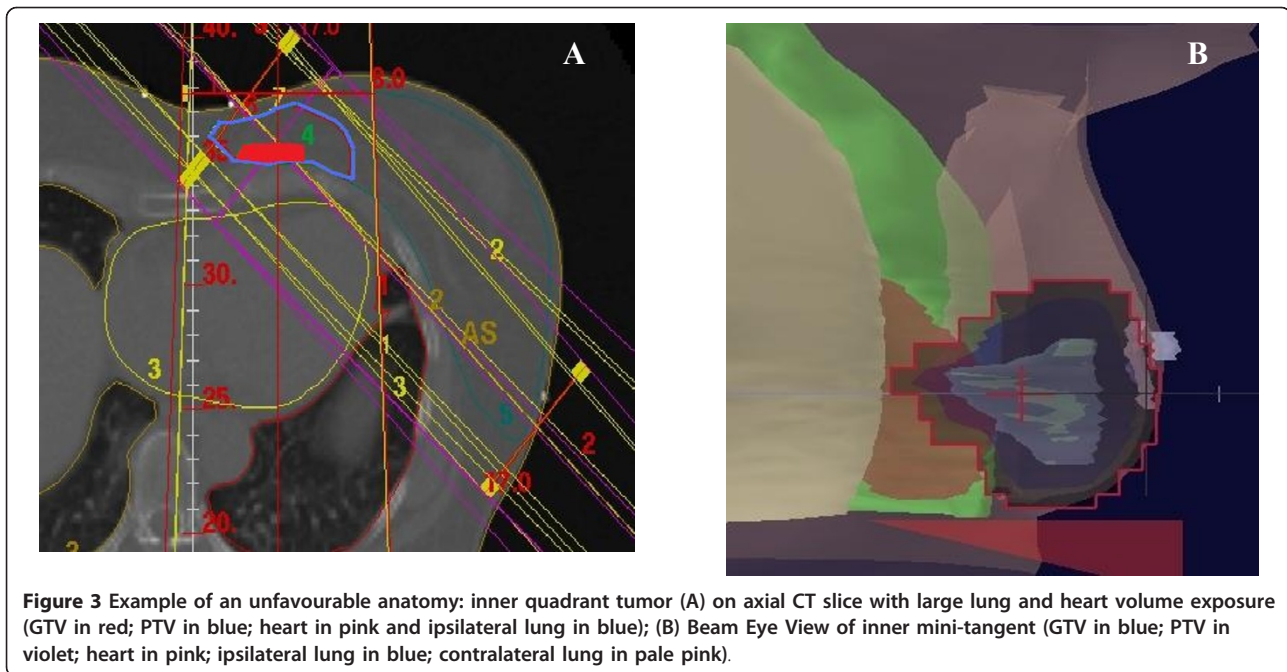 40.
17.0
A
B
8.0
4
2
30.
1
2
AS
1
3
3
25.
5
2
17.0
20.
Figure 3 Example of an unfavourable anatomy: inner quadrant tumor (A) on axial CT slice with large lung and heart volume exposure
(GTV in red; PTV in blue; heart in pink and ipsilateral lung in blue); (B) Beam Eye View of inner mini-tangent (GTV in blue; PTV in
violet; heart in pink; ipsilateral lung in blue; contralateral lung in pale pink).